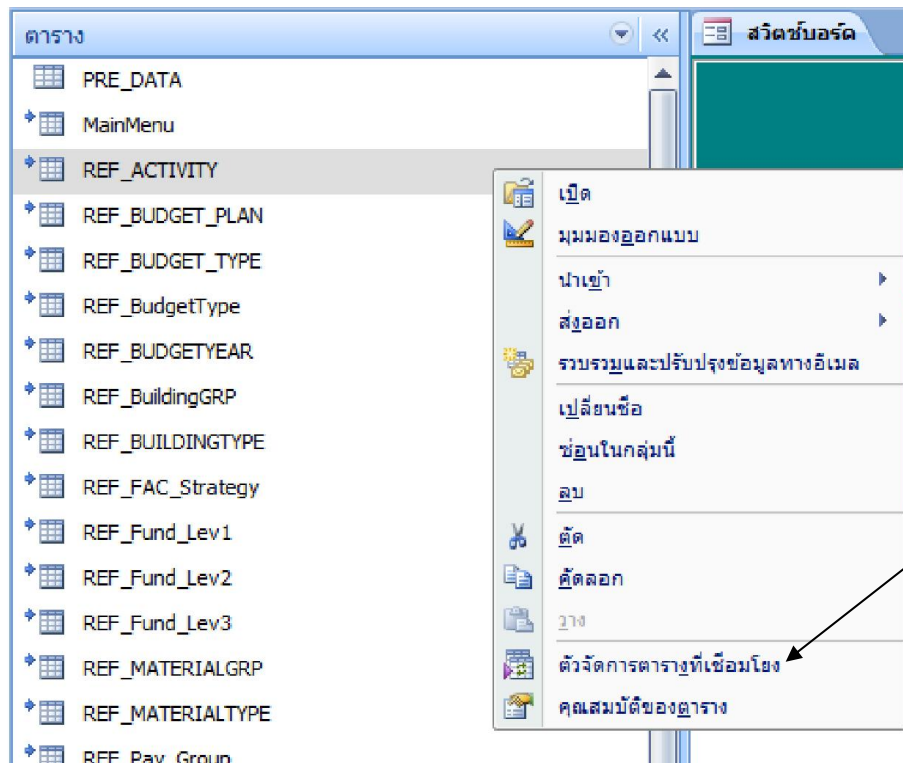 ตาราง
สวิตช์บอร์ด
PRE_DATA
MainMenu
REF_ACTIVITY
REF_BUDGET_PLAN
REF_BUDGET_TYPE
REF_BudgetType
REF_BUDGETYEAR
REF_BuildingGRP
REF_BUILDINGTYPE
REF_FAC_Strategy
REF_Fund_Lev1
REF_Fund_Lev2
REF_Fund_Lev3
REF_MATERIALGRP
REF_MATERIALTYPE
REF_Pay_Group
เปิด
มุมมองออกแบบ
นำเข้า
ส่งออก
รวบรวมและปรับปรุงข้อมูลทางอีเมล
เปลี่ยนชื่อ
ซ่อนในกลุ่มนี้
ลบ
ตัด
คัดลอก
วาง
ตัวจัดการตารางที่เชื่อมโยง
คุณสมบัติของตาราง